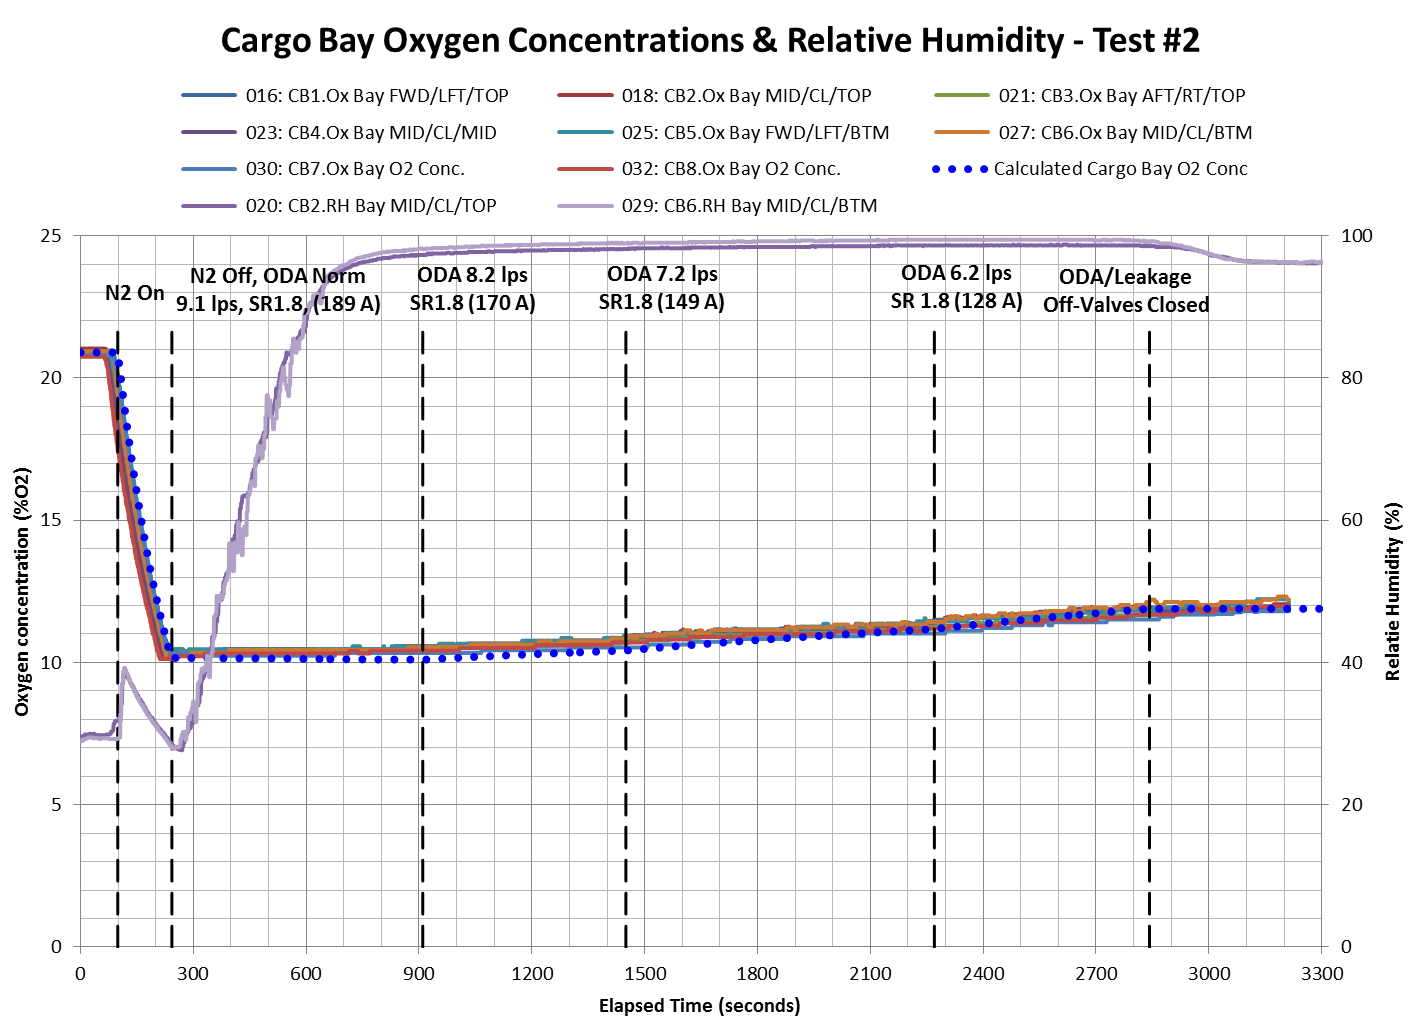 Cargo Bay Oxygen Concentrations & Relative Humidity - Test #2
016: CB1.Ox Bay FWD/LFT/TOP
018: CB2.Ox Bay MID/CL/TOP
021: CB3.Ox Bay AFT/RT/TOP
023: CB4.Ox Bay MID/CL/MID
025: CB5.Ox Bay FWD/LFT/BTM
027: CB6.Ox Bay MID/CL/BTM
030: CB7.Ox Bay O2 Conc.
032: CB8.Ox Bay O2 Conc.
Calculated Cargo Bay O2 Conc
020: CB2.RH Bay MID/CL/TOP
029: CB6.RH Bay MID/CL/BTM
N2 On
N2 Off, ODA Norm
9.1 lps, SR1.8, (189 A)
ODA 8.2 lps
SR1.8 (170 A)
ODA 7.2 lps
SR1.8 (149 A)
ODA 6.2 lps
SR 1.8 (128 A)
ODA/Leakage
Off-Valves Closed
Oxygen concentration (%O2)
25
20
15
10
5
0
100
80
60
40
20
0
Relatie Humidity (%)
0 300 600 900 1200 1500 1800 2100 2400 2700 3000 3300
Elapsed Time (seconds)